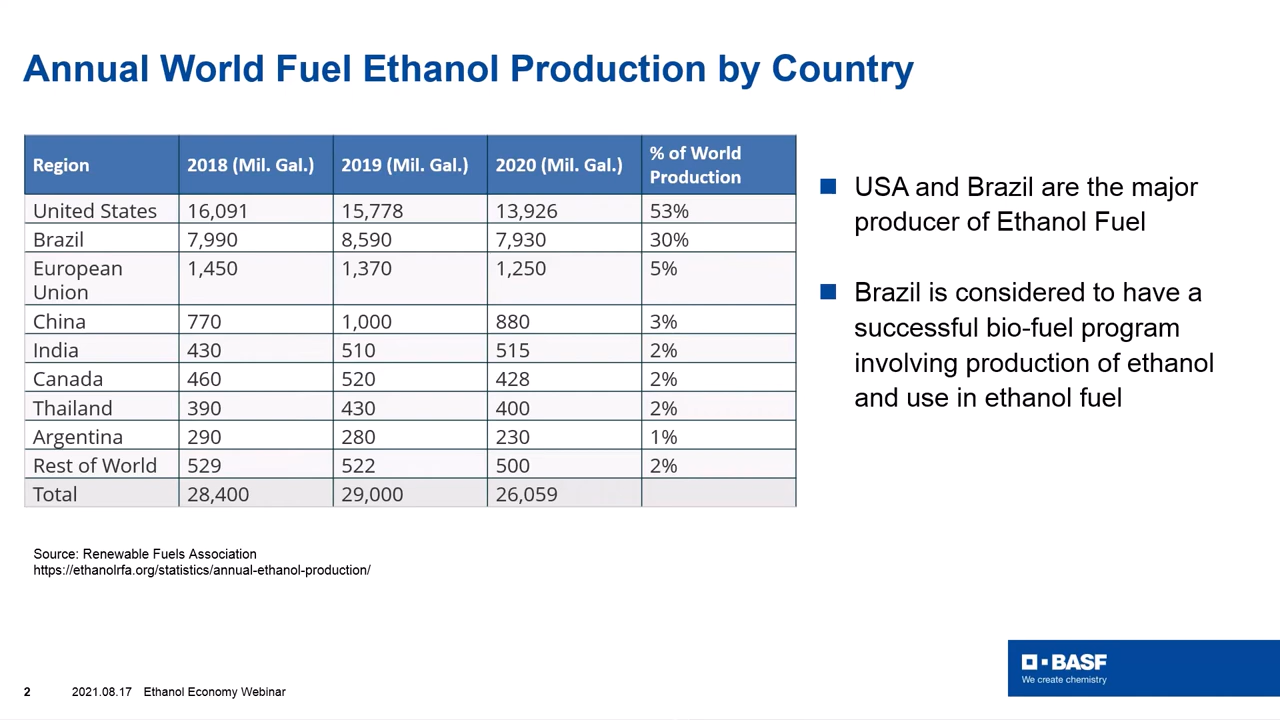 Annual World Fuel Ethanol Production by Country
Region 2018 (Mil. Gal.) 2019 (Mil. Gal.) 2020 (Mil. Gal.) % of World
Production
United States 16,091 15,778 13,926 53%
Brazil 7,990 8,590 7,930 30%
European 1,450 1,370 1,250 5%
Union
China 770 1,000 880 3%
India 430 510 515 2%
Canada 460 520 428 2%
Thailand 390 430 400 2%
Argentina 290 280 230 1%
Rest of World 529 522 500 2%
Total 28,400 29,000 26,059
USA and Brazil are the major
producer of Ethanol Fuel
Brazil is considered to have a
successful bio-fuel program
involving production of ethanol
and use in ethanol fuel
Source: Renewable Fuels Association
https://ethanolrfa.org/statistics/annual-ethanol-production/
BASF
We create chemistry
2 2021.08.17 Ethanol Economy Webinar